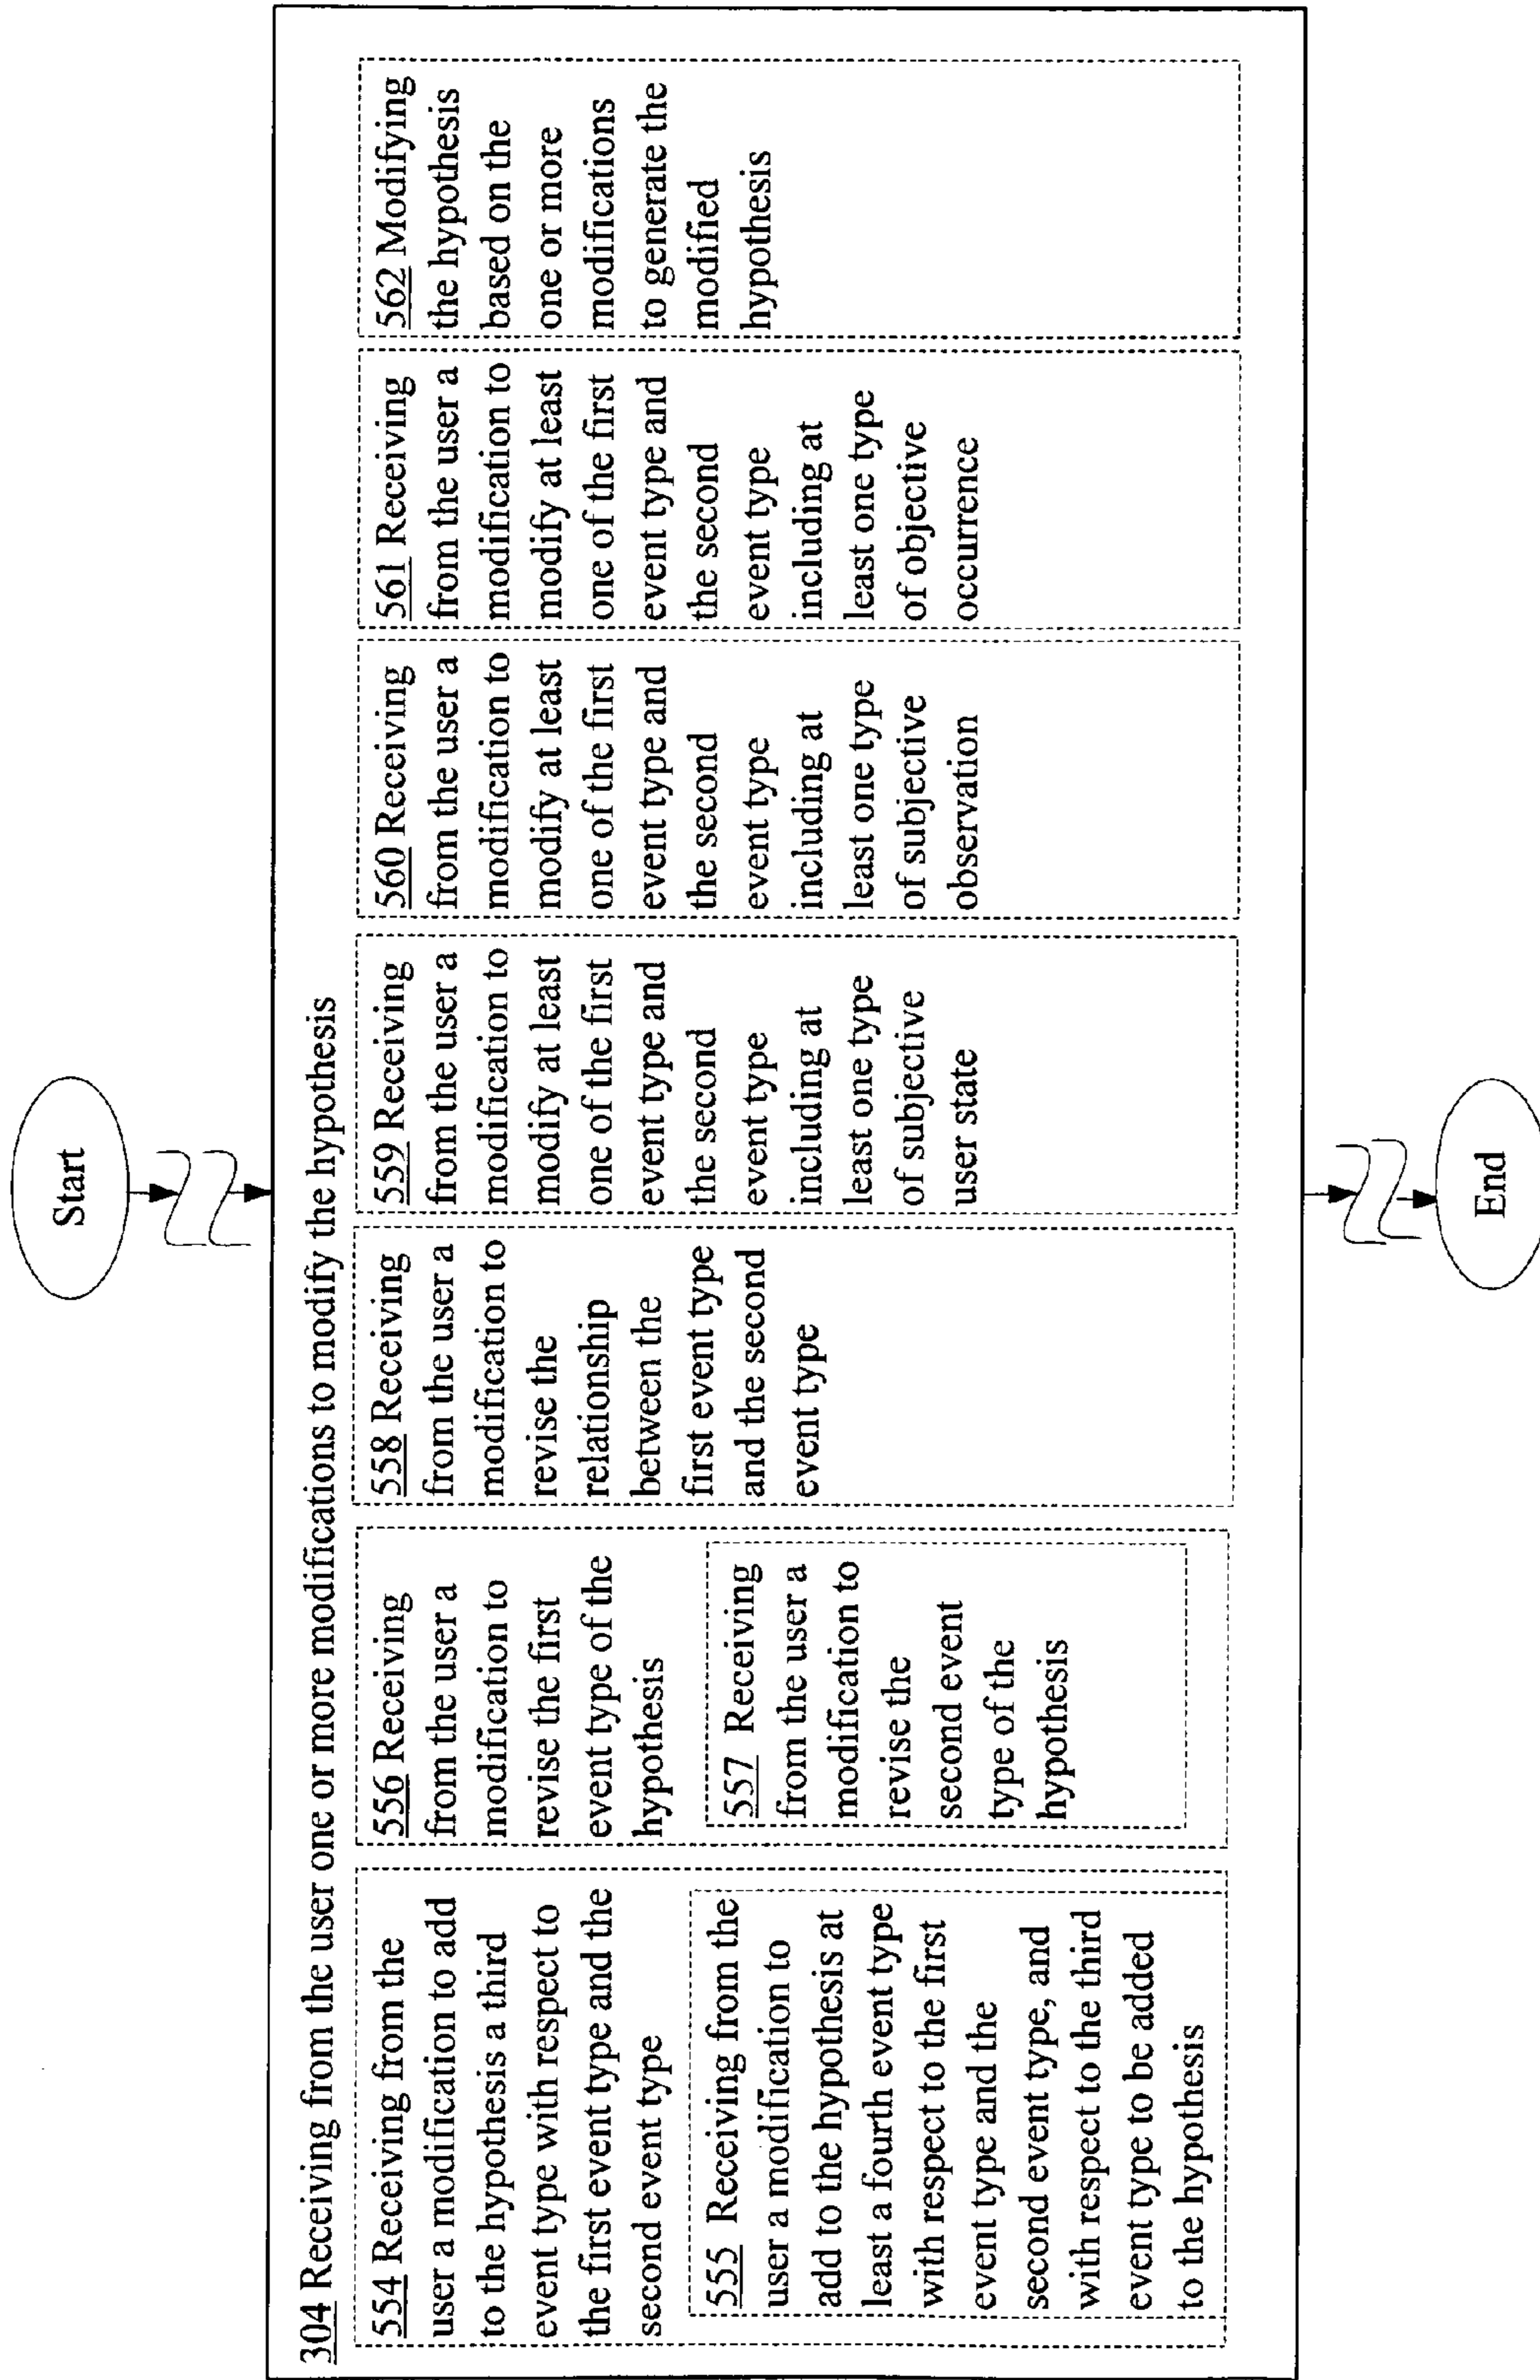 Start
304 Receiving from the user one or more modifications to modify the hypothesis
554 Receiving from the
user a modification to add
to the hypothesis a third
event type with respect to
the first event type and the
second event type
555 Receiving from the
user a modification to
add to the hypothesis at
least a fourth event type
with respect to the first
event type and the
second event type, and
with respect to the third
event type to be added
to the hypothesis
556 Receiving
from the user a
modification to
revise the first
event type of the
hypothesis
557 Receiving
from the user a
modification to
revise the
second event
type of the
hypothesis
558 Receiving
from the user a
modification to
revise the
relationship
between the
first event type
and the second
event type
559 Receiving
from the user a
modification to
modify at least
one of the first
event type and
the second
event type
including at
least one type
of subjective
user state
560 Receiving
from the user a
modification to
modify at least
one of the first
event type and
the second
event type
including at
least one type
of subjective
observation
561 Receiving
from the user a
modification to
modify at least
one of the first
event type and
the second
event type
including at
least one type
of objective
occurrence
562 Modifying
the hypothesis
based on the
one or more
modifications
to generate the
modified
hypothesis
End